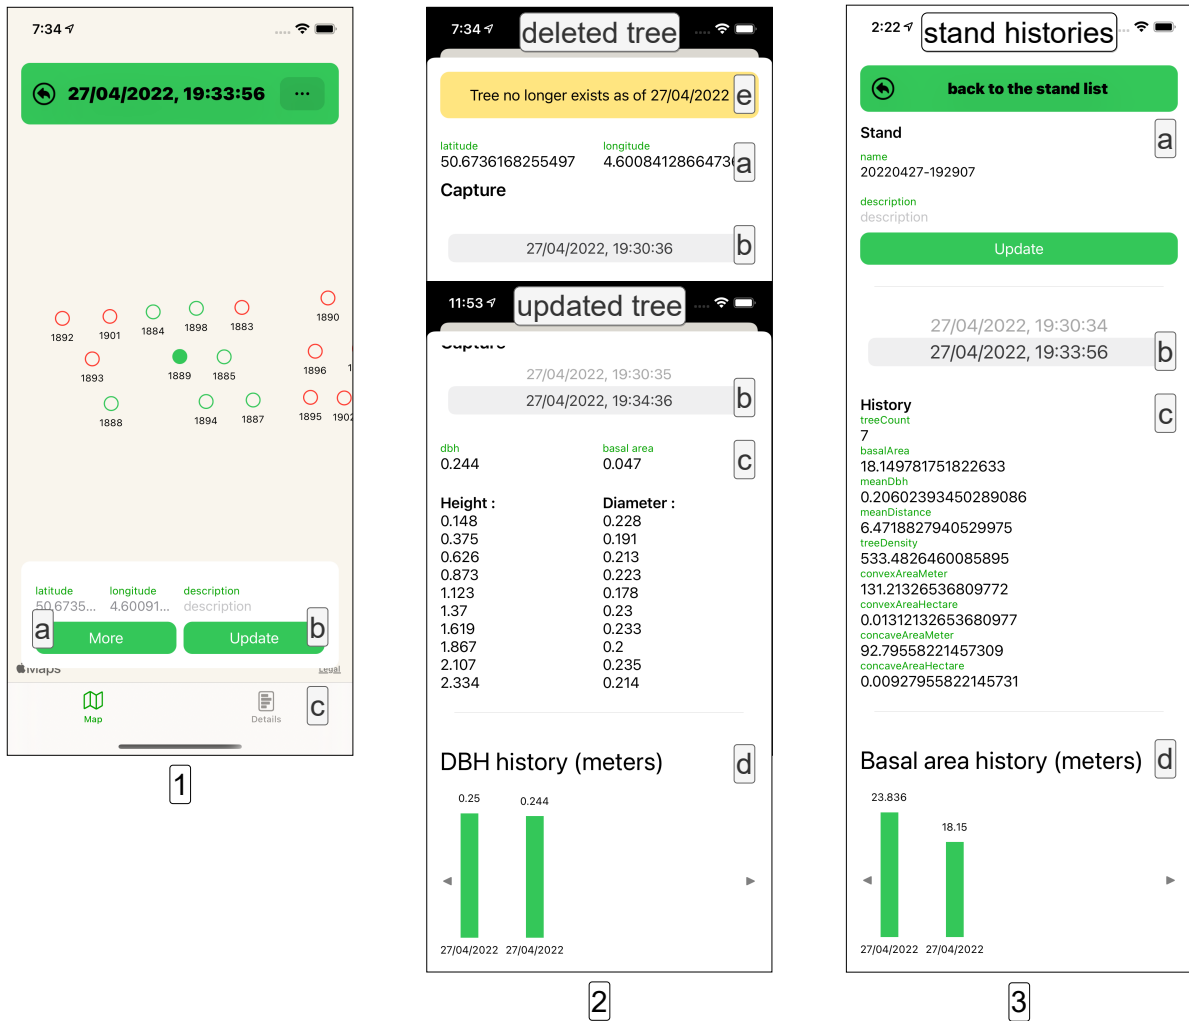 7:34
27/04/2022, 19:33:56
...
1890
1884
1898
1883
1892
1901
1893
1889
1885
1896
1
1888
1894
1887
1895
1902
latitude
longitude
description
50.6735...
4.60091...
description
a
More
Update
b
Maps
Legal
Map
Details
c
1
7:34
deleted tree
Tree no longer exists as of 27/04/2022
e
latitude
longitude
50.6736168255497
4.6008412866473
a
Capture
27/04/2022, 19:30:36
b
11:53
updated tree
Capture
27/04/2022, 19:30:35
27/04/2022, 19:34:36
b
dbh
basal area
0.244
0.047
c
Height :
Diameter :
0.148
0.228
0.375
0.191
0.626
0.213
0.873
0.223
1.123
0.178
1.37
0.23
1.619
0.233
1.867
0.2
2.107
0.235
2.334
0.214
DBH history (meters)
d
0.25
0.244
27/04/2022
27/04/2022
2
2:22
stand histories
back to the stand list
Stand
a
name
20220427-192907
description
description
Update
27/04/2022, 19:30:34
27/04/2022, 19:33:56
b
History
c
treeCount
7
basalArea
18.149781751822633
meanDbh
0.20602393450289086
meanDistance
6.4718827940529975
treeDensity
533.4826460085895
convexAreaMeter
131.21326536809772
convexAreaHectare
0.01312132653680977
concaveAreaMeter
92.79558221457309
concaveAreaHectare
0.00927955822145731
Basal area history (meters)
d
23.836
18.15
27/04/2022
27/04/2022
3